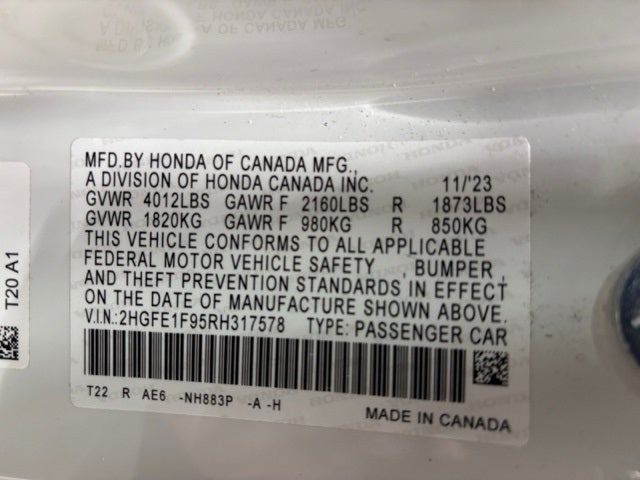 MFD.BY HONDA OF CANADA MFG.,
A DIVISION OF HONDA CANADA INC. 11/'23
GVWR 4012LBS GAWR F 2160LBS R 1873LBS
GVWR 1820KG GAWR F 980KG R 850KG
THIS VEHICLE CONFORMS TO ALL APPLICABLE
FEDERAL MOTOR VEHICLE SAFETY , BUMPER ,
AND THEFT PREVENTION STANDARDS IN EFFECT
ON THE DATE OF MANUFACTURE SHOWN ABOVE.
V.I.N.:2HGFE1F95RH317578 TYPE: PASSENGER CAR
T22 R AE6 -NH883P -A -H
MADE IN CANADA
T20 A1